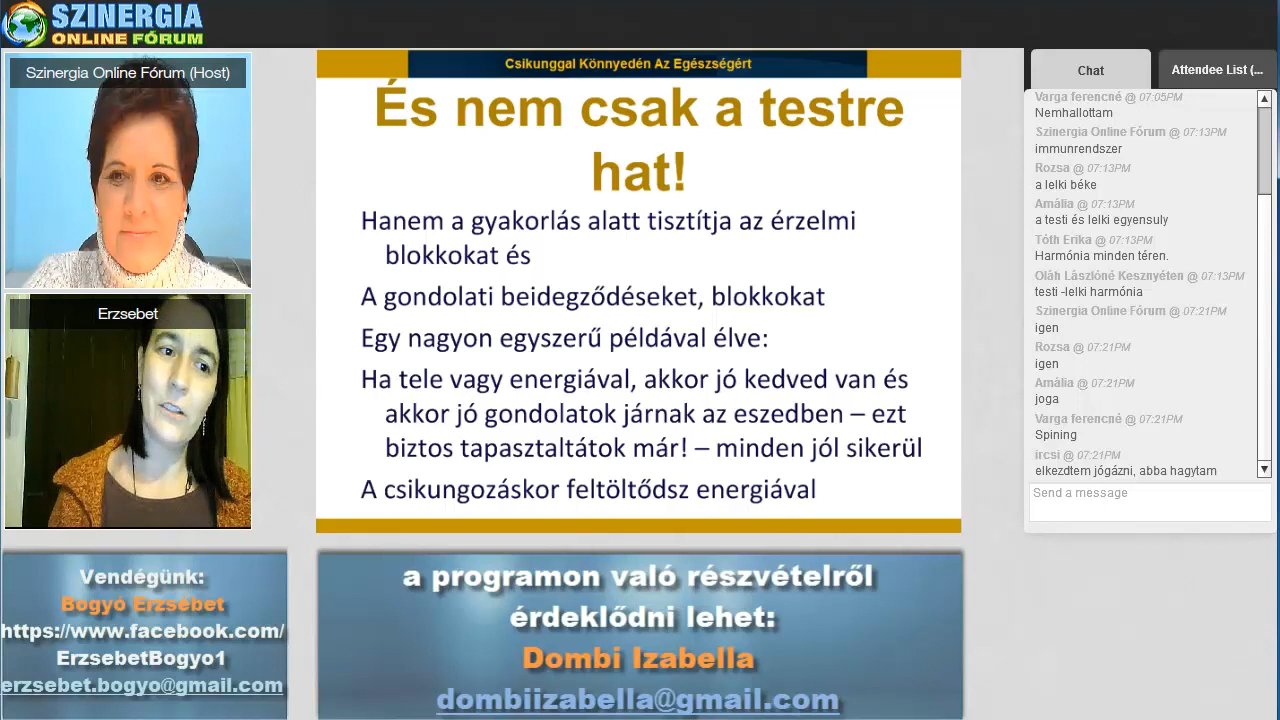 SZINERGIA
ONLINE FÓRUM
Szinergia Online Fórum (Host)
Erzsebet
Vendégünk:
Bogyó Erzsébet
https://www.facebook.com/
ErzsebetBogyo1
erzsebet.bogyo@gmail.com
Csikunggal Könnyedén Az Egészségért
És nem csak a testre
hat!
Hanem a gyakorlás alatt tisztítja az érzelmi
blokkokat és
A gondolati beidegződéseket, blokkokat
Egy nagyon egyszerű példával élve:
Ha tele vagy energiával, akkor jó kedved van és
akkor jó gondolatok járnak az eszedben – ezt
biztos tapasztaltátok már! – minden jól sikerül
A csikungozáskor feltöltődsz energiával
a programon való részvételről
érdeklődni lehet:
Dombi Izabella
dombiizabella@gmail.com
Chat
Attendee List (...
Varga ferencné @ 07:05PM
Nemhallottam
Szinergia Online Fórum @ 07:13PM
immunrendszer
Rozsa @ 07:13PM
a lelki béke
Amália @ 07:13PM
a testi és lelki egyensuly
Tóth Erika @ 07:13PM
Harmónia minden téren.
Oláh Lászlóné Kesznyéten @ 07:13PM
testi -lelki harmónia
Szinergia Online Fórum @ 07:21PM
igen
Rozsa @ 07:21PM
igen
Amália @ 07:21PM
joga
Varga ferencné @ 07:21PM
Spining
ircsi @ 07:21PM
elkezdtem jógázni, abba hagytam
Send a message